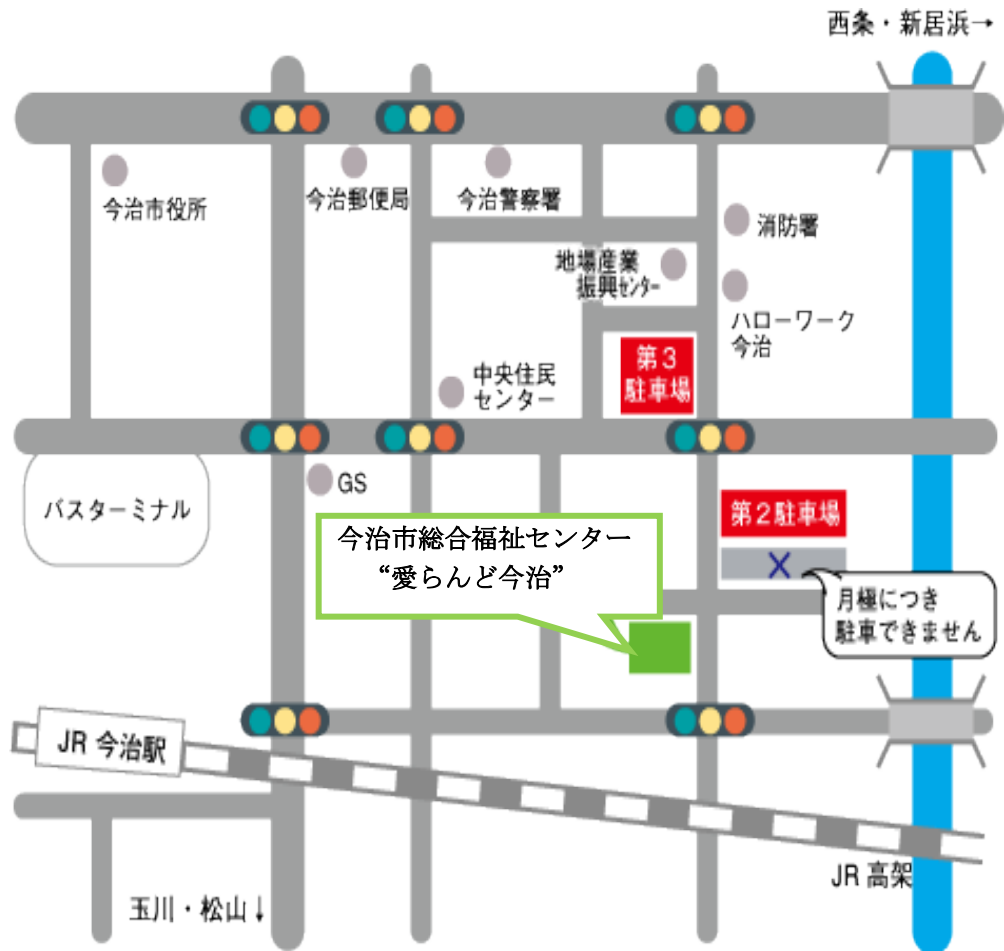 西条・新居浜→
今治市役所
今治郵便局
今治警察署
消防署
地場産業
振興センター
ハローワーク
今治
第3
駐車場
中央住民
センター
GS
バスターミナル
第2駐車場
今治市総合福祉センター
“愛らんど今治”
X
月極につき
駐車できません
JR 今治駅
JR 高架
玉川・松山↓